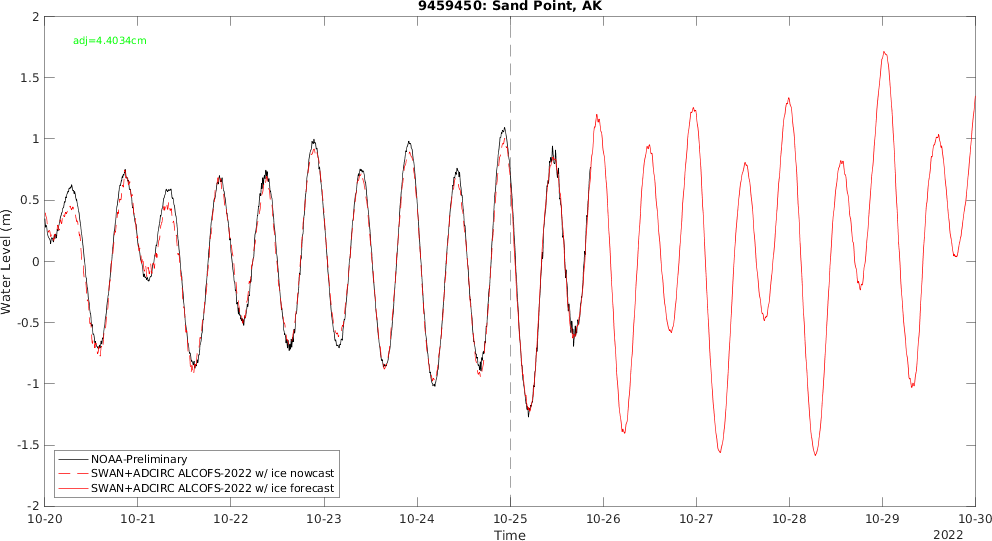 9459450: Sand Point, AK
adj=4.4034cm
2
1.5
1
0.5
0
-0.5
-1
-1.5
-2
Water Level (m)
NOAA-Preliminary
SWAN+ADCIRC ALCOFS-2022 w/ ice nowcast
SWAN+ADCIRC ALCOFS-2022 w/ ice forecast
10-20 10-21 10-22 10-23 10-24 10-25 10-26 10-27 10-28 10-29 10-30
Time
2022